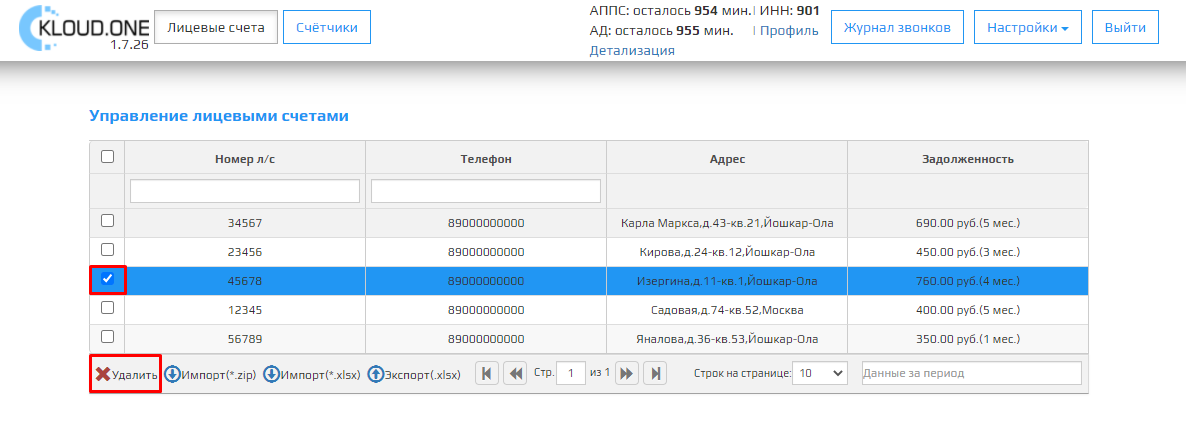 KLOUD.ONE
1.7.26
Лицевые счета
Счётчики
АППС: осталось 954 мин.| ИНН: 901
АД: осталось 955 мин. | Профиль
Детализация
Журнал звонков
Настройки
Выйти
Управление лицевыми счетами
Номер л/с Телефон Адрес Задолженность
34567 89000000000 Карла Маркса,д.43-кв.21,Йошкар-Ола 690.00 руб.(5 мес.)
23456 89000000000 Кирова,д.24-кв.12,Йошкар-Ола 450.00 руб.(3 мес.)
45678 89000000000 Изергина,д.11-кв.1,Йошкар-Ола 760.00 руб.(4 мес.)
12345 89000000000 Садовая,д.74-кв.52,Москва 400.00 руб.(5 мес.)
56789 89000000000 Яналова,д.36-кв.53,Йошкар-Ола 350.00 руб.(1 мес.)
Удалить Импорт(*.zip) Импорт(*.xlsx) Экспорт(.xlsx) Стр. 1 из 1 Строк на странице: 10 Данные за период